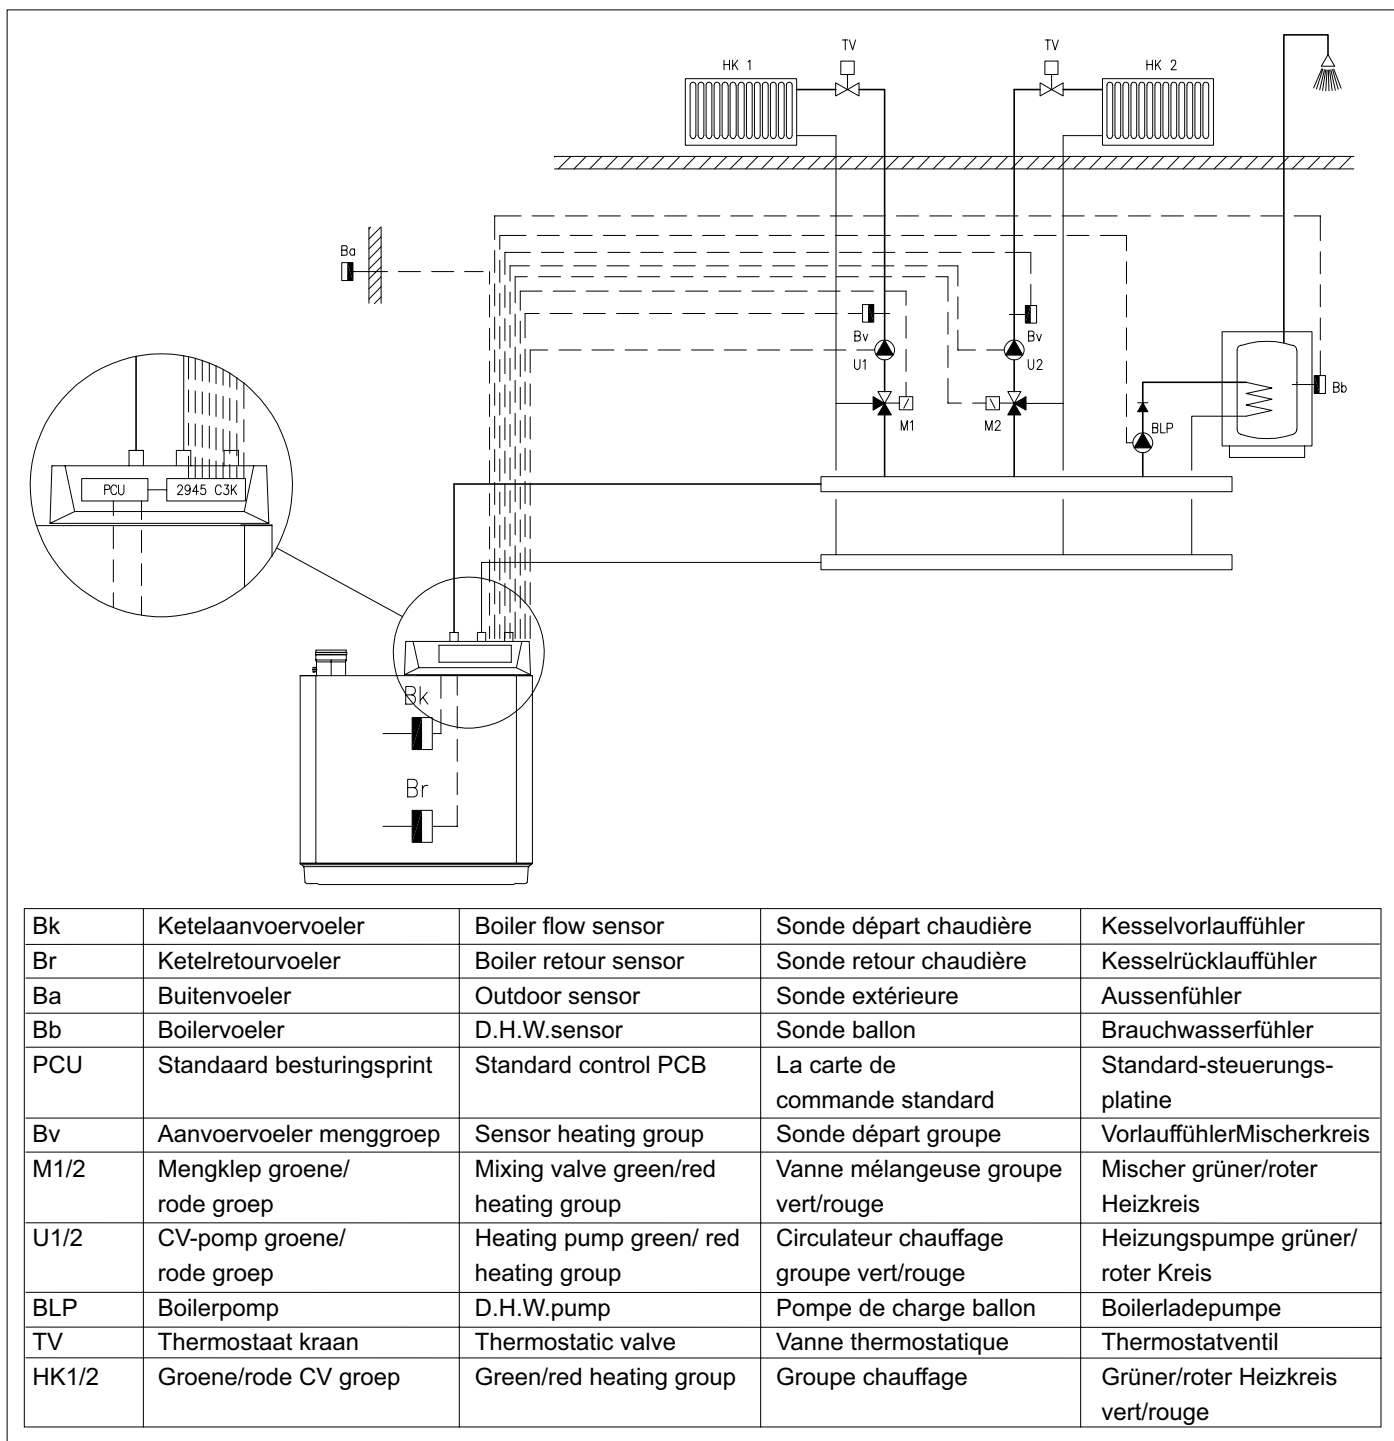 TV
TV
HK 1
HK 2
Ba
Bv
Bv
U1
U2
Bb
M1
M2
BLP
PCU
2945 C3K
Bk
Br
Bk Ketelaanvoervoeler Boiler flow sensor Sonde départ chaudière Kesselvorlauffühler
Br Ketelretourvoeler Boiler retour sensor Sonde retour chaudière Kesselrücklauffühler
Ba Buitenvoeler Outdoor sensor Sonde extérieure Aussenfühler
Bb Boilervoeler D.H.W.sensor Sonde ballon Brauchwasserfühler
PCU Standaard besturingsprint Standard control PCB La carte de Standard-steuerungs-
commande standard platine
Bv Aanvoervoeler menggroep Sensor heating group Sonde départ groupe VorlauffühlerMischerkreis
M1/2 Mengklep groene/ Mixing valve green/red Vanne mélangeuse groupe Mischer grüner/roter
rode groep heating group vert/rouge Heizkreis
U1/2 CV-pomp groene/ Heating pump green/ red Circulateur chauffage Heizungspumpe grüner/
rode groep heating group groupe vert/rouge roter Kreis
BLP Boilerpomp D.H.W.pump Pompe de charge ballon Boilerladepumpe
TV Thermostaat kraan Thermostatic valve Vanne thermostatique Thermostatventil
HK1/2 Groene/rode CV groep Green/red heating group Groupe chauffage Grüner/roter Heizkreis
vert/rouge